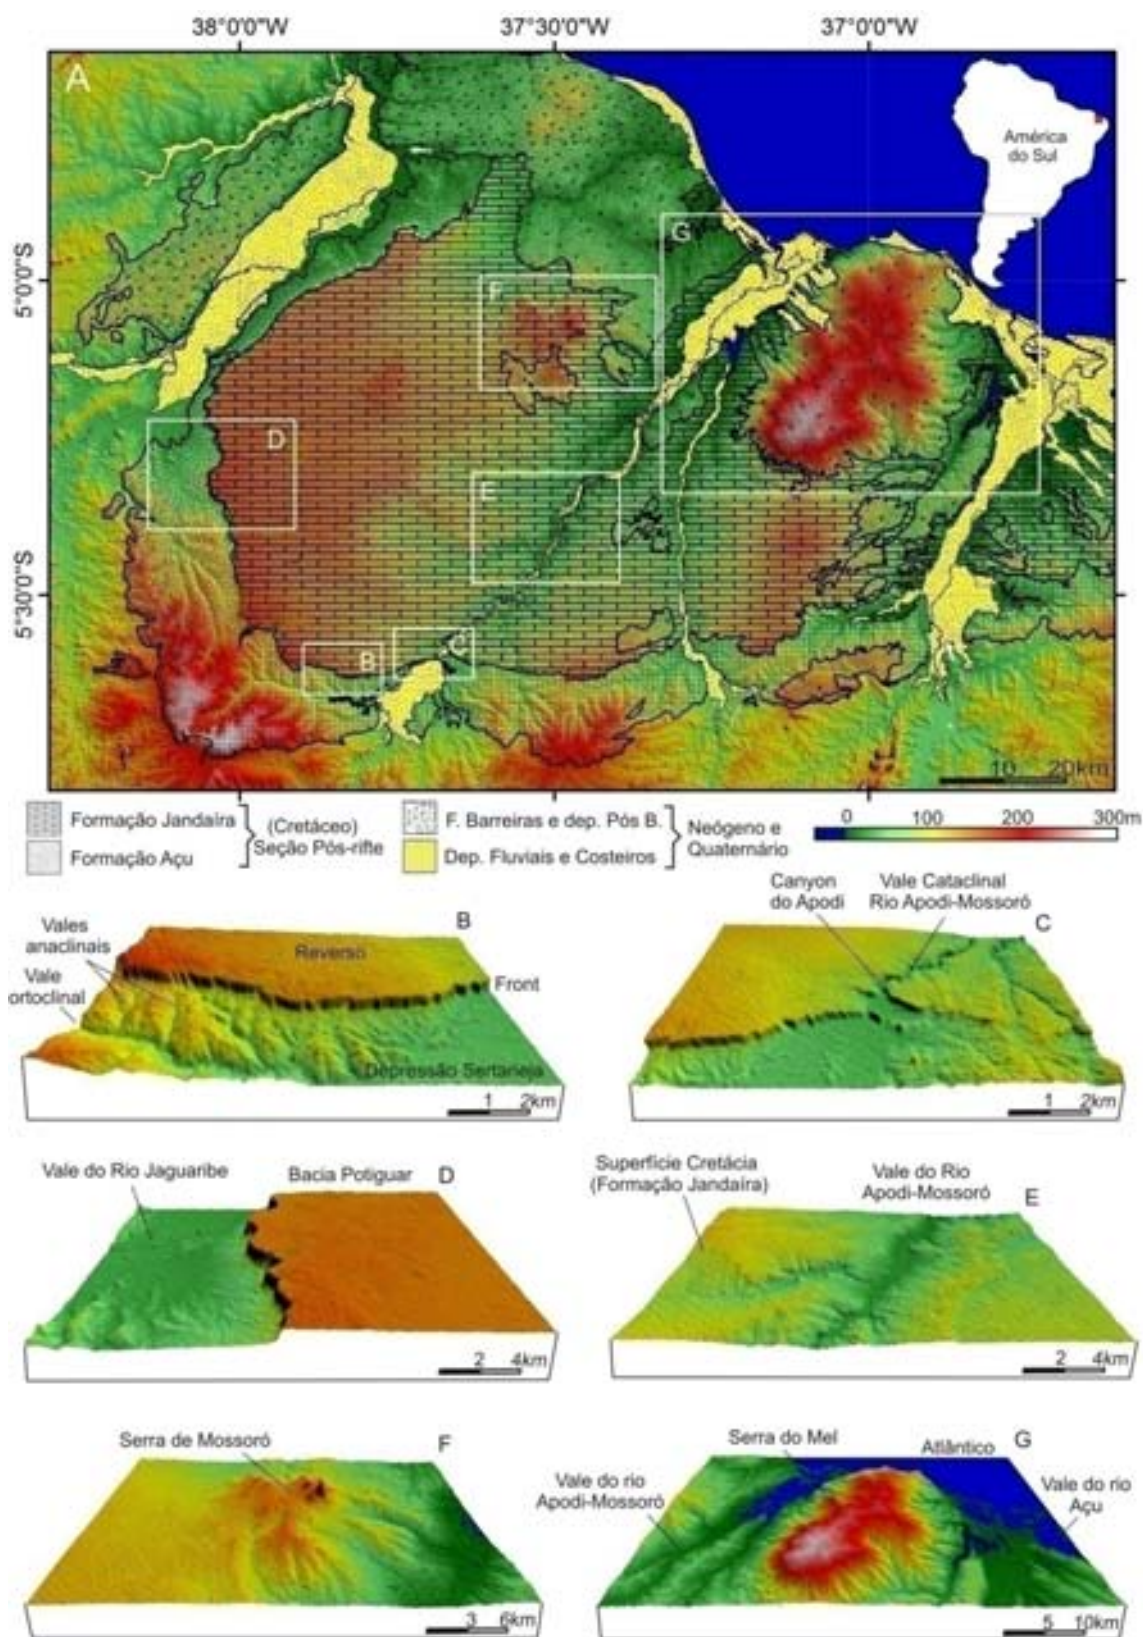 38°0'0"W 37°30'0"W 37°0'0"W
A
América
do Sul
G
5°0'0"S
F
D
E
5°30'0"S
B
C
10 20km
Formação Jandaíra
Formação Açu
(Cretáceo)
Seção Pós-rifte
F. Barreiras e dep. Pós B.
Dep. Fluviais e Costeiros
Neógeno e
Quaternário
0 100 200 300m
Vales
anaclinais
Vale
ortoclinal
Reverso
B
Front
Depressão Sertaneja
1 2km
Canyon
do Apodi
Vale Cataclinal
Rio Apodi-Mossoró
C
1 2km
Vale do Rio Jaguaribe
Bacia Potiguar
D
2 4km
Superfície Cretácia
(Formação Jandaíra)
Vale do Rio
Apodi-Mossoró
E
2 4km
Serra de Mossoró
F
3 6km
Serra do Mel
Atlântico
G
Vale do rio
Apodi-Mossoró
Vale do rio
Açu
5 10km